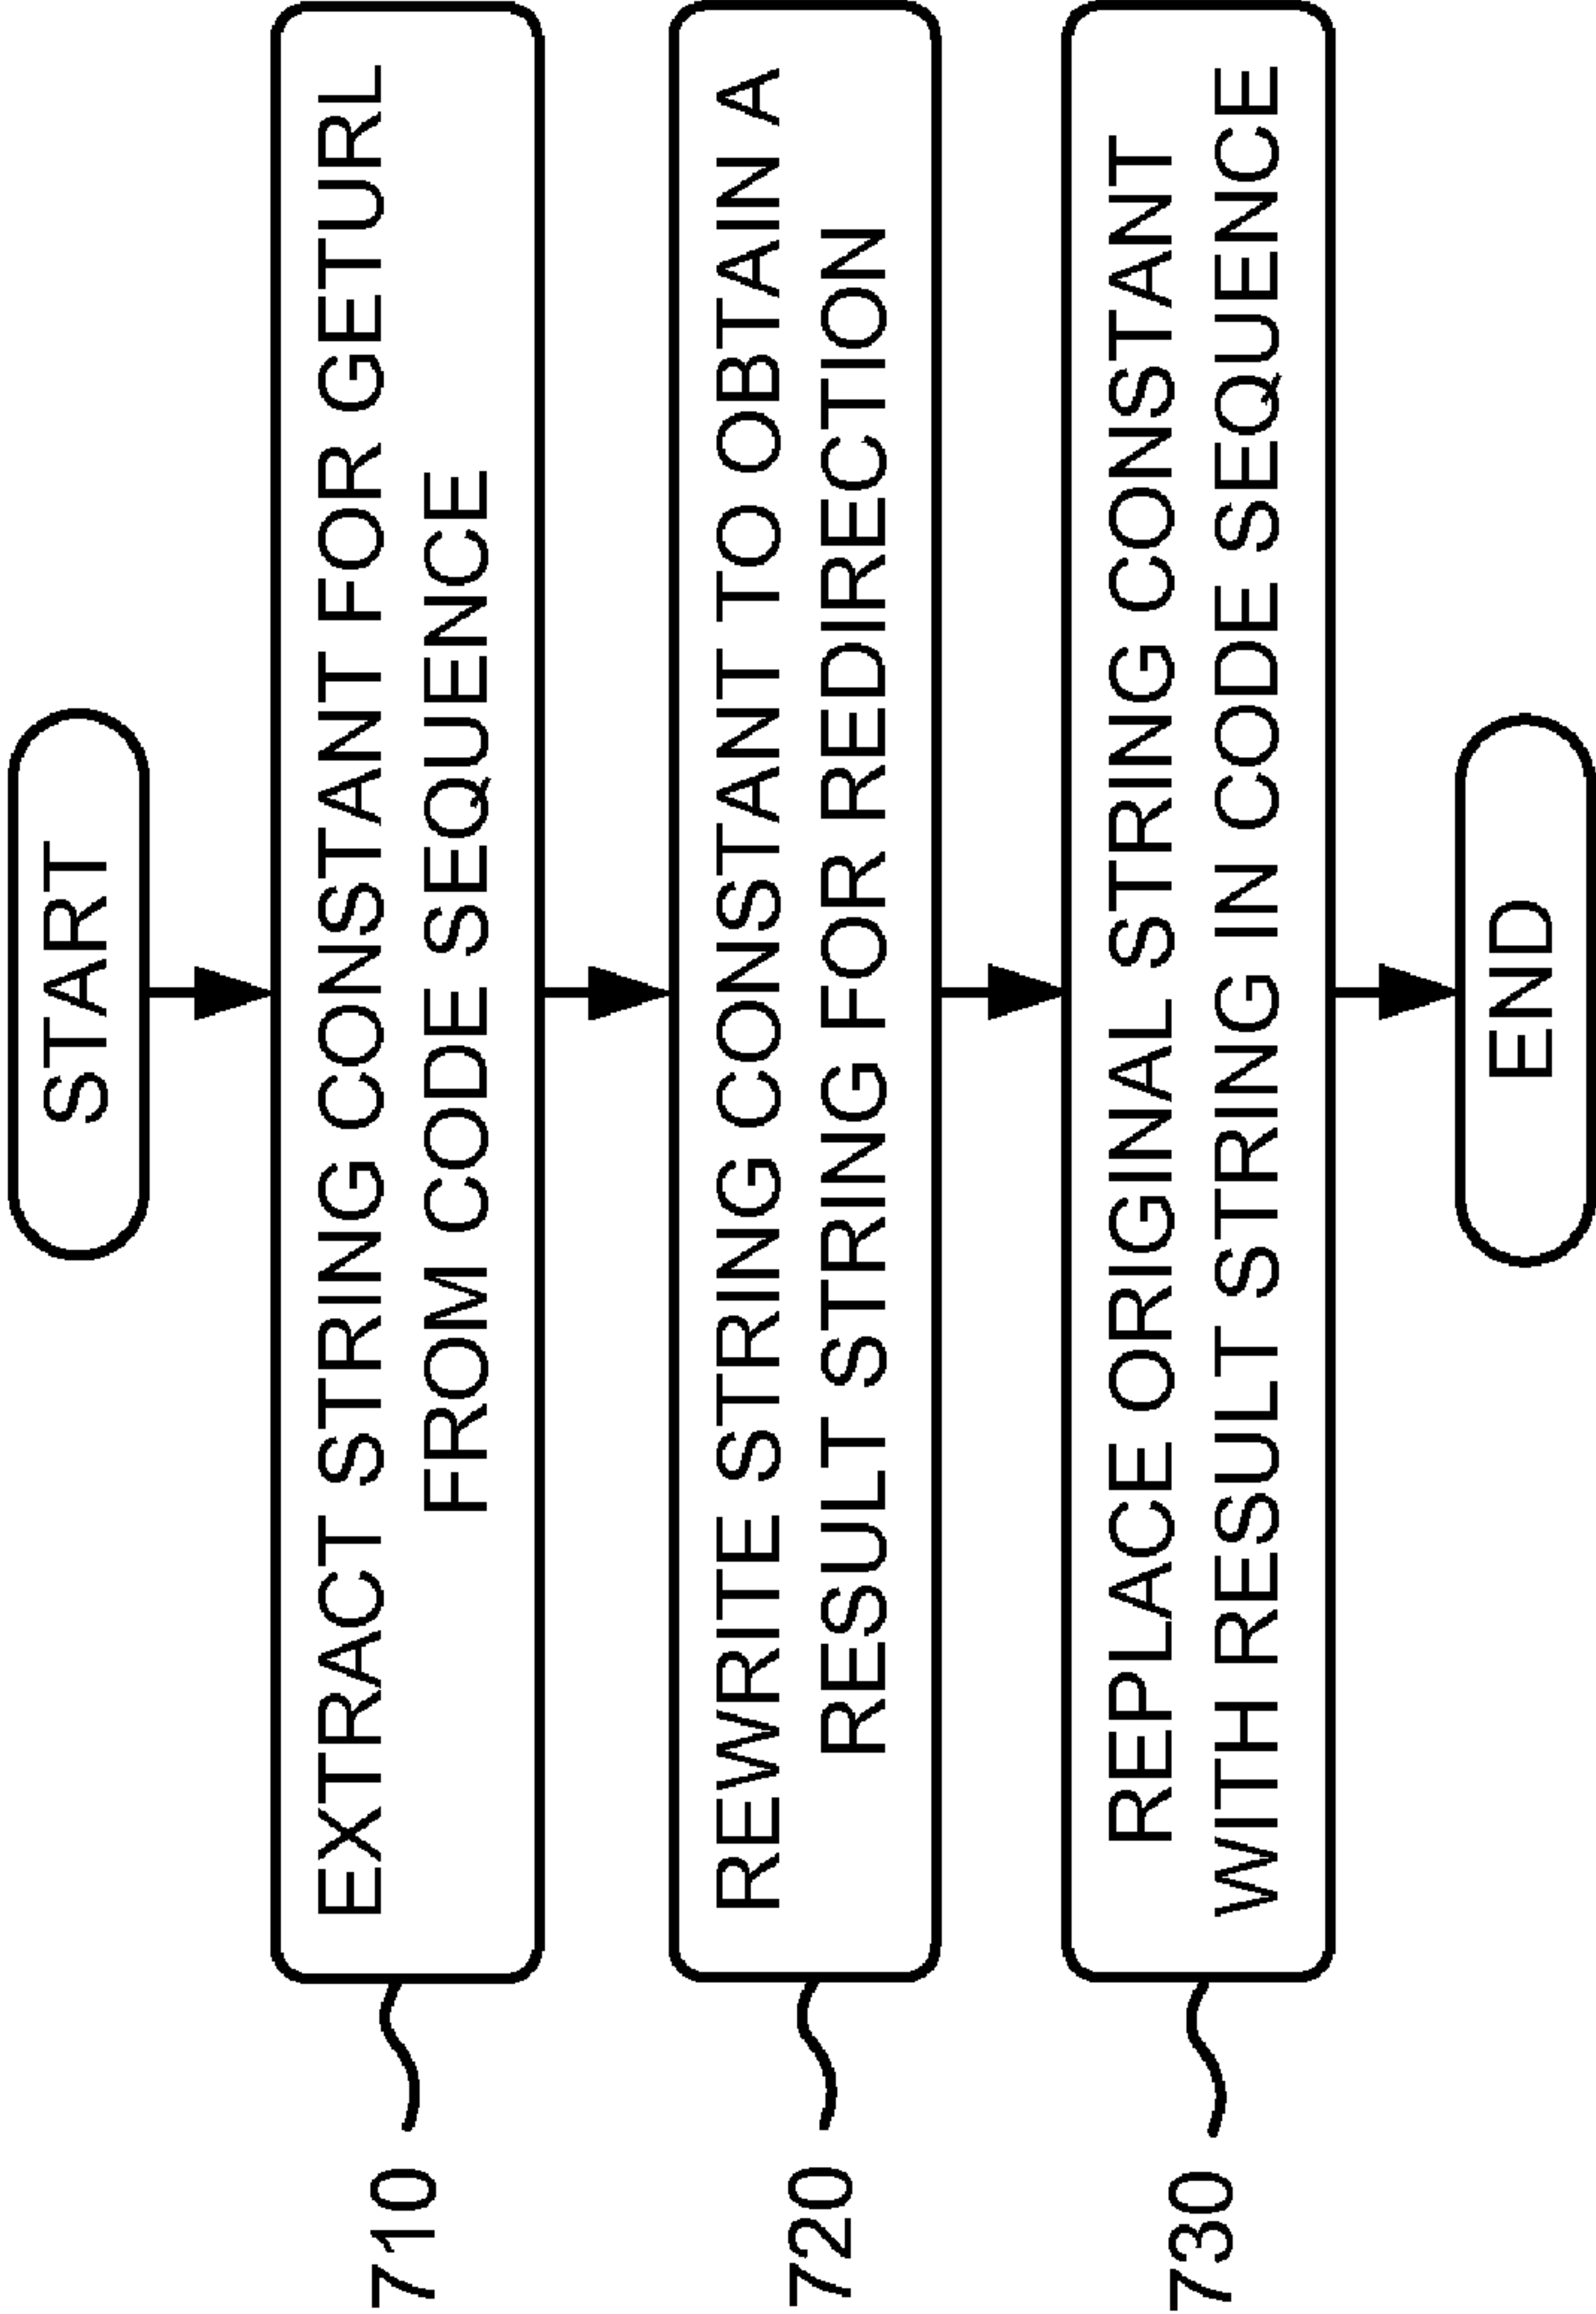 START
710
EXTRACT STRING CONSTANT FOR GETURL
FROM CODE SEQUENCE
720
REWRITE STRING CONSTANT TO OBTAIN A
RESULT STRING FOR REDIRECTION
730
REPLACE ORIGINAL STRING CONSTANT
WITH RESULT STRING IN CODE SEQUENCE
END